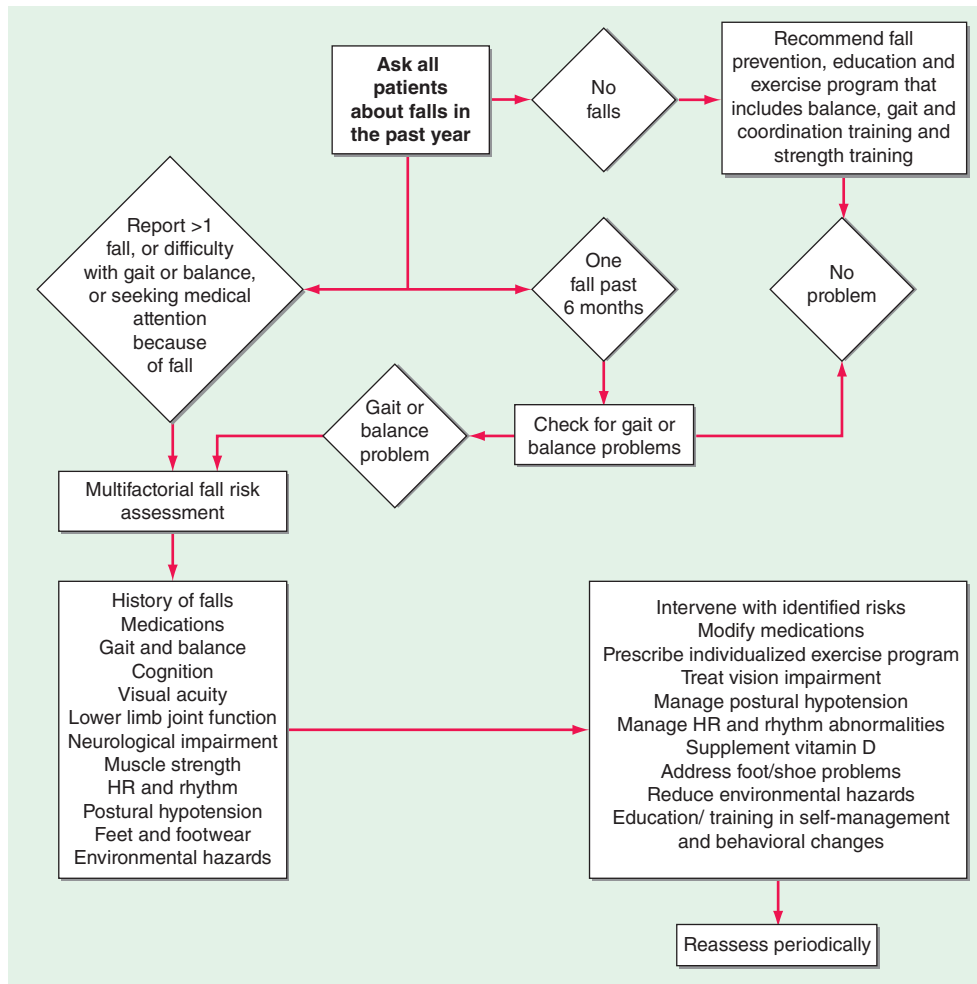 Ask all
patients
about falls in
the past year
No
falls
Recommend fall
prevention, education and
exercise program that
includes balance, gait and
coordination training and
strength training
Report >1
fall, or difficulty
with gait or balance,
or seeking medical
attention
because
of fall
One
fall past
6 months
No
problem
Gait or
balance
problem
Check for gait or
balance problems
Multifactorial fall risk
assessment
History of falls
Medications
Gait and balance
Cognition
Visual acuity
Lower limb joint function
Neurological impairment
Muscle strength
HR and rhythm
Postural hypotension
Feet and footwear
Environmental hazards
Intervene with identified risks
Modify medications
Prescribe individualized exercise program
Treat vision impairment
Manage postural hypotension
Manage HR and rhythm abnormalities
Supplement vitamin D
Address foot/shoe problems
Reduce environmental hazards
Education/ training in self-management
and behavioral changes
Reassess periodically